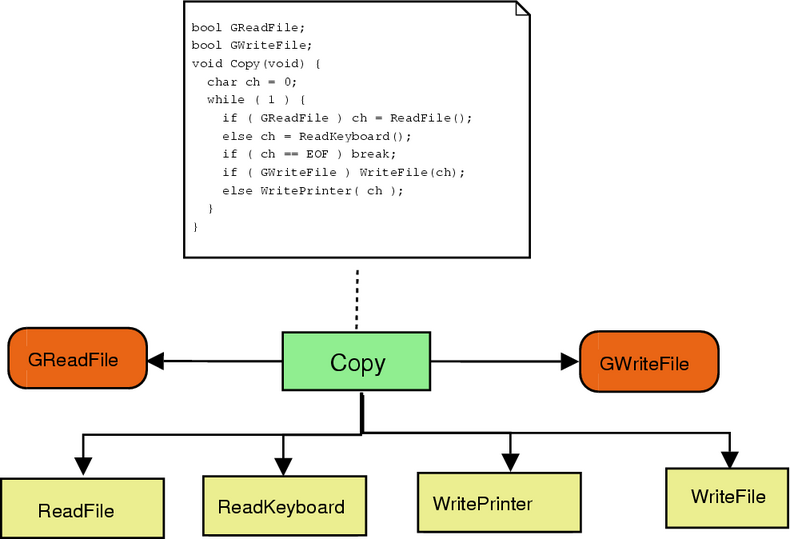 bool GReadFile;
bool GWriteFile;
void Copy(void) {
  char ch = 0;
  while ( 1 ) {
    if ( GReadFile ) ch = ReadFile();
    else ch = ReadKeyboard();
    if ( ch == EOF ) break;
    if ( GWriteFile ) WriteFile(ch);
    else WritePrinter( ch );
  }
}
GReadFile
Copy
GWriteFile
ReadFile
ReadKeyboard
WritePrinter
WriteFile